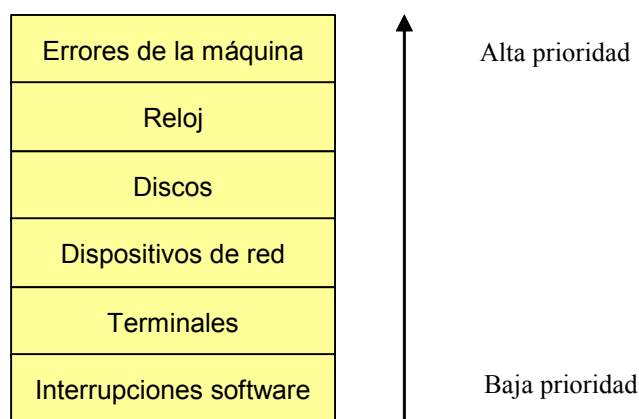 Errores de la máquina
Alta prioridad
Reloj
Discos
Dispositivos de red
Terminales
Interrupciones software
Baja prioridad